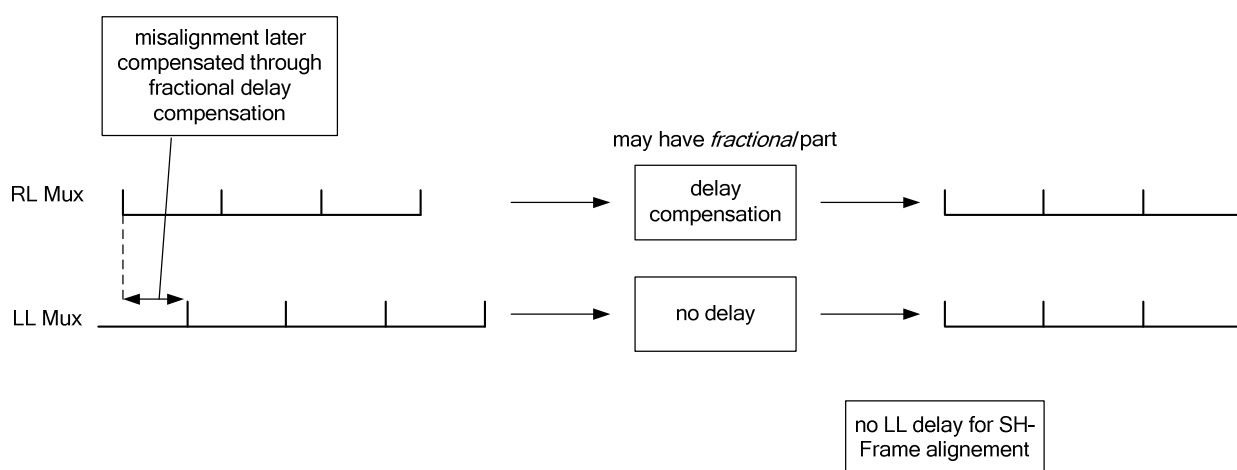 misalignment later
compensated through
fractional delay
compensation
may have fractional part
RL Mux
delay
compensation
LL Mux
no delay
no LL delay for SH-
Frame alignement